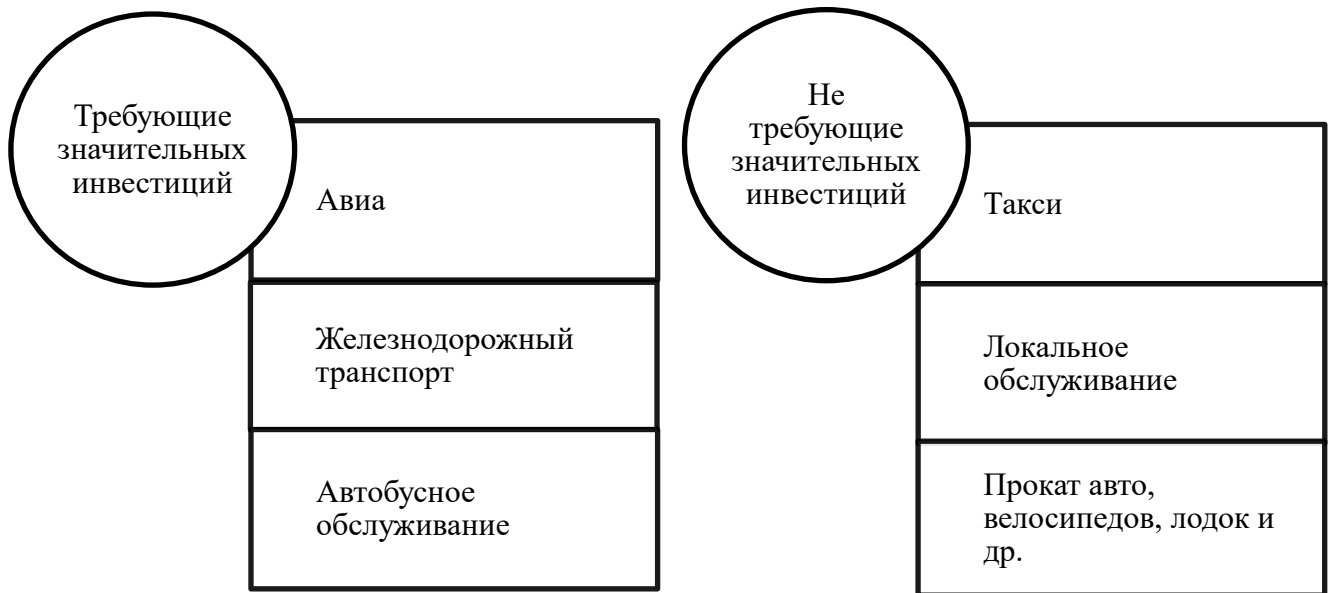 Требующие
значительных
инвестиций
Авиа
Железнодорожный
транспорт
Автобусное
обслуживание
Не
требующие
значительных
инвестиций
Такси
Локальное
обслуживание
Прокат авто,
велосипедов, лодок и
др.